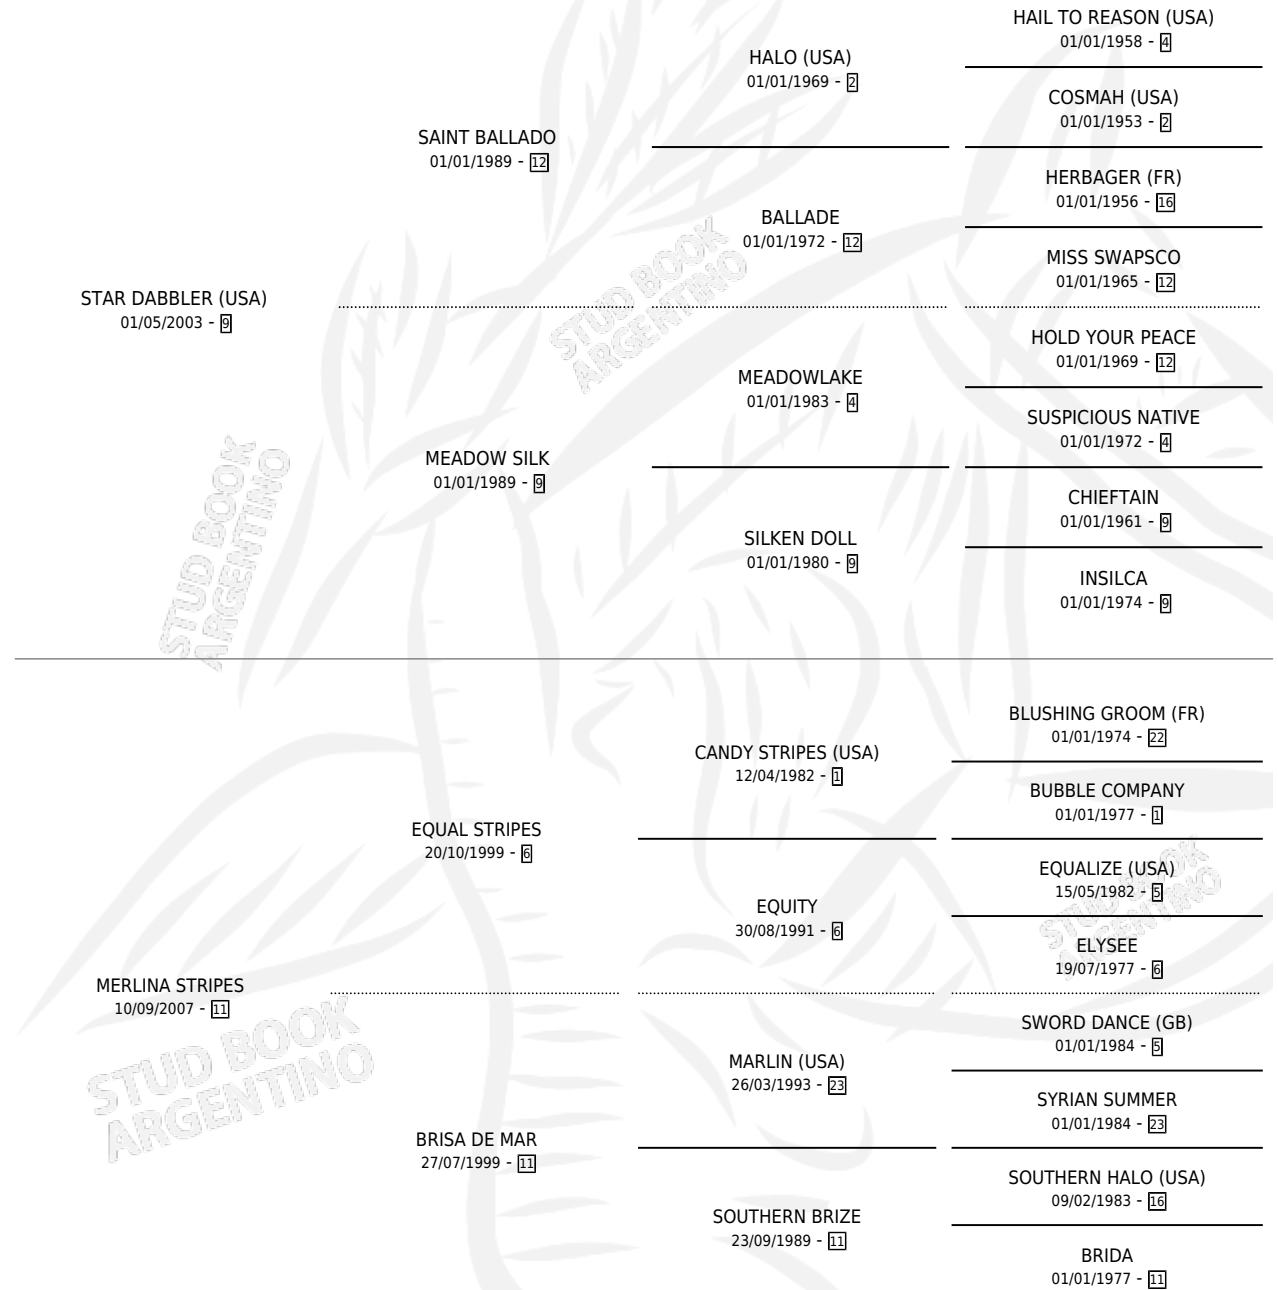 HAIL TO REASON (USA)
01/01/1958 - 4
HALO (USA)
01/01/1969 - 2
COSMAH (USA)
01/01/1953 - 2
SAINT BALLADO
01/01/1989 - 12
HERBAGER (FR)
01/01/1956 - 16
BALLADE
01/01/1972 - 12
MISS SWAPSCO
01/01/1965 - 12
STAR DABBLER (USA)
01/05/2003 - 9
HOLD YOUR PEACE
01/01/1969 - 12
MEADOWLAKE
01/01/1983 - 4
SUSPICIOUS NATIVE
01/01/1972 - 4
MEADOW SILK
01/01/1989 - 9
CHIEFTAIN
01/01/1961 - 9
SILKEN DOLL
01/01/1980 - 9
INSILCA
01/01/1974 - 9
STUD BOOK
ARGENTINO
STUD BOOK
ARGENTINO
BLUSHING GROOM (FR)
01/01/1974 - 22
CANDY STRIPES (USA)
12/04/1982 - 1
BUBBLE COMPANY
01/01/1977 - 1
EQUAL STRIPES
20/10/1999 - 6
EQUALIZE (USA)
15/05/1982 - 5
EQUITY
30/08/1991 - 6
ELYSEE
19/07/1977 - 6
MERLINA STRIPES
10/09/2007 - 11
SWORD DANCE (GB)
01/01/1984 - 5
MARLIN (USA)
26/03/1993 - 23
SYRIAN SUMMER
01/01/1984 - 23
BRISA DE MAR
27/07/1999 - 11
SOUTHERN HALO (USA)
09/02/1983 - 16
SOUTHERN BRIZE
23/09/1989 - 11
BRIDA
01/01/1977 - 11
STUD BOOK
ARGENTINO
STUD BOOK
ARGENTINO